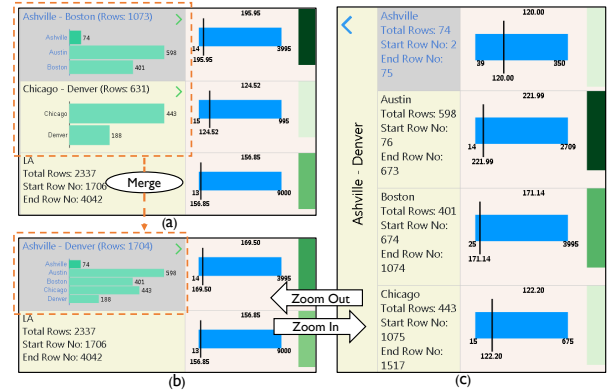 Ashville - Boston (Rows: 1073)
Ashville 74
Austin 598
Boston 401
195.95
14 3995
195.95
Chicago - Denver (Rows: 631)
Chicago 443
Denver 188
124.52
15 995
124.52
LA
Total Rows: 2337
Start Row No: 1706
End Row No: 4042
156.85
13 9000
156.85
Merge
(a)
Ashville - Denver (Rows: 1704)
Ashville 74
Austin 598
Boston 401
Chicago 443
Denver 188
169.50
14 3995
169.50
LA
Total Rows: 2337
Start Row No: 1706
End Row No: 4042
156.85
13 9000
156.85
(b)
Zoom Out
Zoom In
Ashville - Denver
Ashville
Total Rows: 74
Start Row No: 2
End Row No:
75
120.00
39 350
120.00
Austin
Total Rows: 598
Start Row No:
76
End Row No:
673
221.99
14 2709
221.99
Boston
Total Rows: 401
Start Row No:
674
End Row No:
1074
171.14
25 3995
171.14
Chicago
Total Rows: 443
Start Row No:
1075
End Row No:
1517
122.20
15 675
122.20
(c)